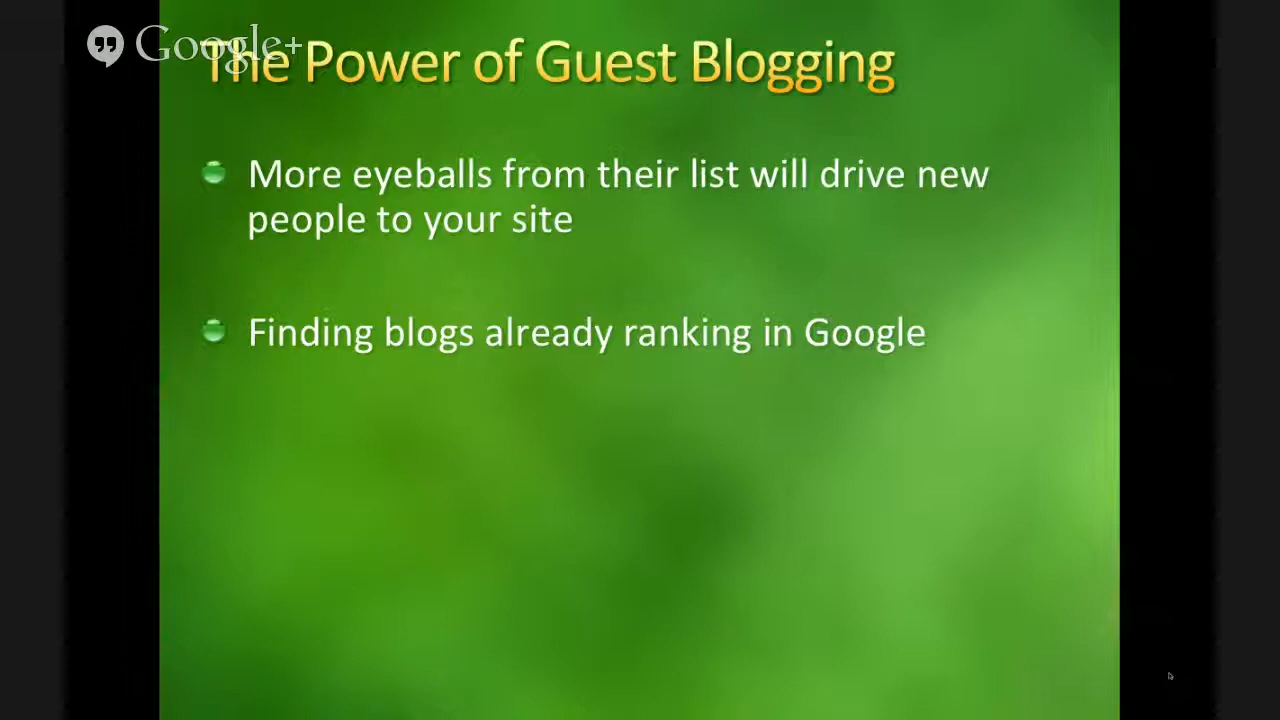 Google+
The Power of Guest Blogging
More eyeballs from their list will drive new
people to your site
Finding blogs already ranking in Google